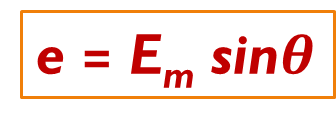 e = Eₘ sinθ